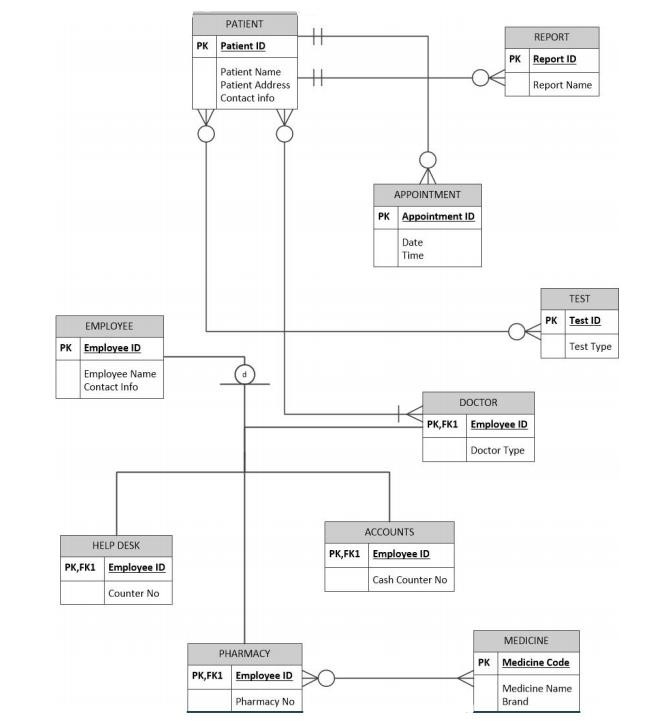 PATIENT
PK Patient ID
Patient Name
Patient Address
Contact info
REPORT
PK Report ID
Report Name
APPOINTMENT
PK Appointment ID
Date
Time
TEST
PK Test ID
Test Type
EMPLOYEE
PK Employee ID
Employee Name
Contact Info
d
DOCTOR
PK,FK1 Employee ID
Doctor Type
HELP DESK
PK,FK1 Employee ID
Counter No
ACCOUNTS
PK,FK1 Employee ID
Cash Counter No
PHARMACY
PK,FK1 Employee ID
Pharmacy No
MEDICINE
PK Medicine Code
Medicine Name
Brand